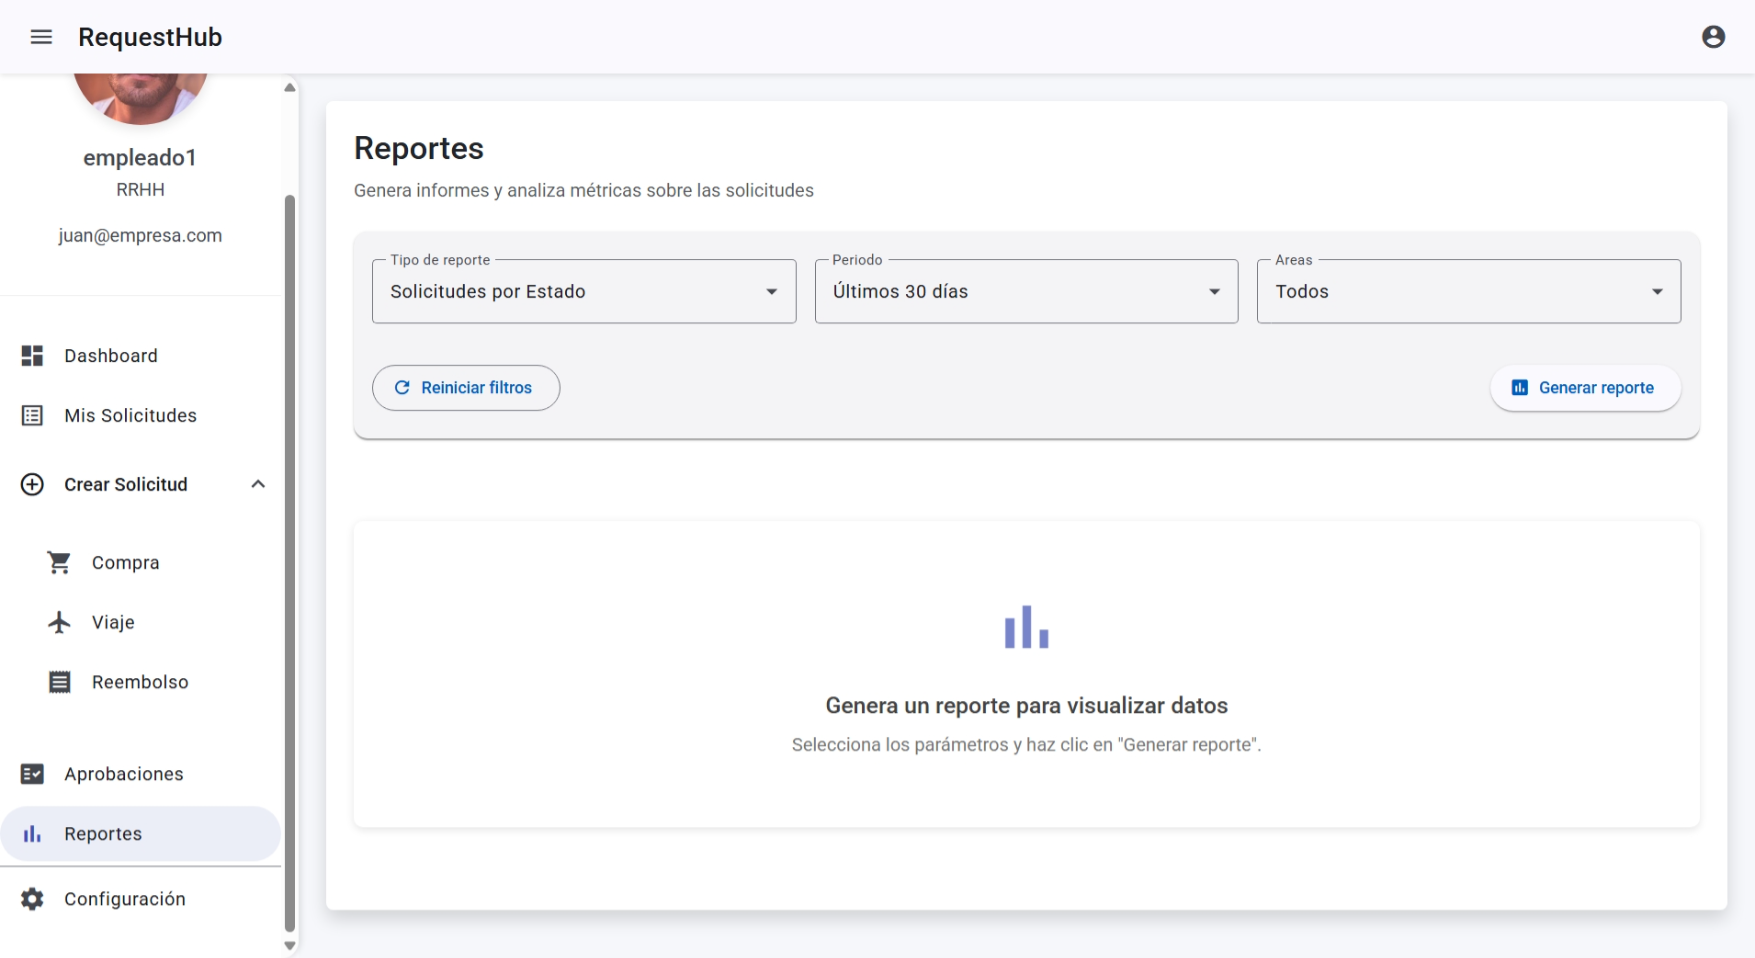 RequestHub
empleado1
RRHH
juan@empresa.com
Dashboard
Mis Solicitudes
Crear Solicitud
Compra
Viaje
Reembolso
Aprobaciones
Reportes
Configuración
Reportes
Genera informes y analiza métricas sobre las solicitudes
Tipo de reporte
Solicitudes por Estado
Periodo
Últimos 30 días
Areas
Todos
Reiniciar filtros
Generar reporte
Genera un reporte para visualizar datos
Selecciona los parámetros y haz clic en "Generar reporte".